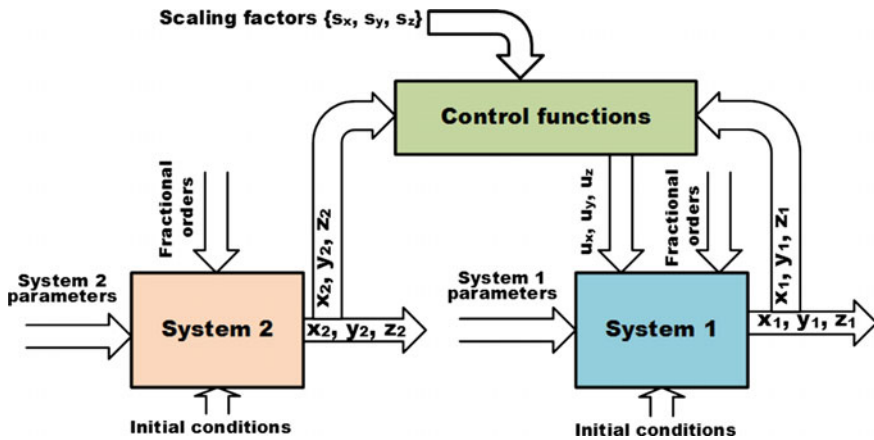 Scaling factors {sx, sy, sz}
Control functions
Fractional
orders
x2, y2, z2
ux, uy, uz
Fractional
orders
x1, y1, z1
System 2
parameters
System 2
x2, y2, z2
System 1
parameters
System 1
x1, y1, z1
Initial conditions
Initial conditions